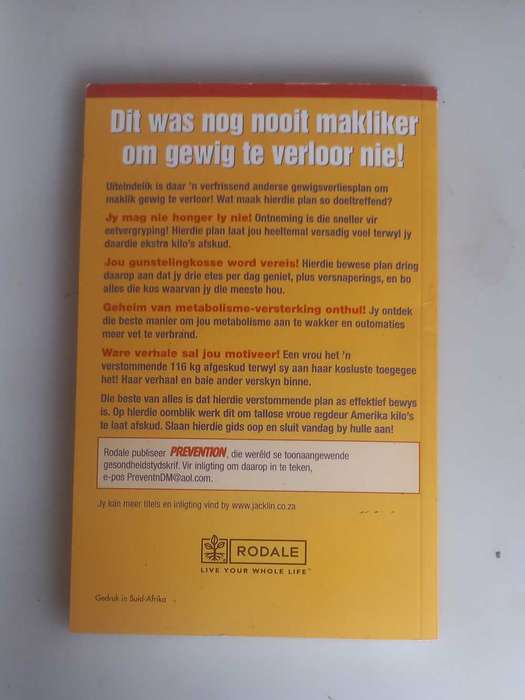 Dit was nog nooit makliker
om gewig te verloor nie!
Uiteindelik is daar 'n verfrissend anderse gewigsverliesplan om
maklik gewig te verloor! Wat maak hierdie plan so doeltreffend?
Jy mag nie honger ly nie! Ontneming is die sneller vir
eetvergryping! Hierdie plan laat jou heeltemal versadig voel terwyl jy
daardie ekstra kilo's afskud.
Jou gunstelingkosse word vereis! Hierdie bewese plan dring
daarop aan dat jy drie etes per dag geniet, plus versnaperings, en bo
alles die kos waarvan jy die meeste hou.
Geheim van metabolisme-versterking onthul! Jy ontdek
die beste manier om jou metabolisme aan te wakker en outomaties
meer vet te verbrand.
Ware verhale sal jou motiveer! Een vrou het 'n
verstommende 116 kg afgeskud terwyl sy aan haar kosluste toegegee
het! Haar verhaal en baie ander verskyn binne.
Die beste van alles is dat hierdie verstommende plan as effektief bewys
is. Op hierdie oomblik werk dit om tallose vroue regdeur Amerika kilo's
te laat afskud. Slaan hierdie gids oop en sluit vandag by hulle aan!
Rodale publiseer PREVENTION, die wêreld se toonaangewende
gesondheidstydskrif. Vir inligting om daarop in te teken,
e-pos PreventnDM@aol.com.
Jy kan meer titels en inligting vind by www.jacklin.co.za
RODALE
LIVE YOUR WHOLE LIFE™
Gedruk in Suid-Afrika